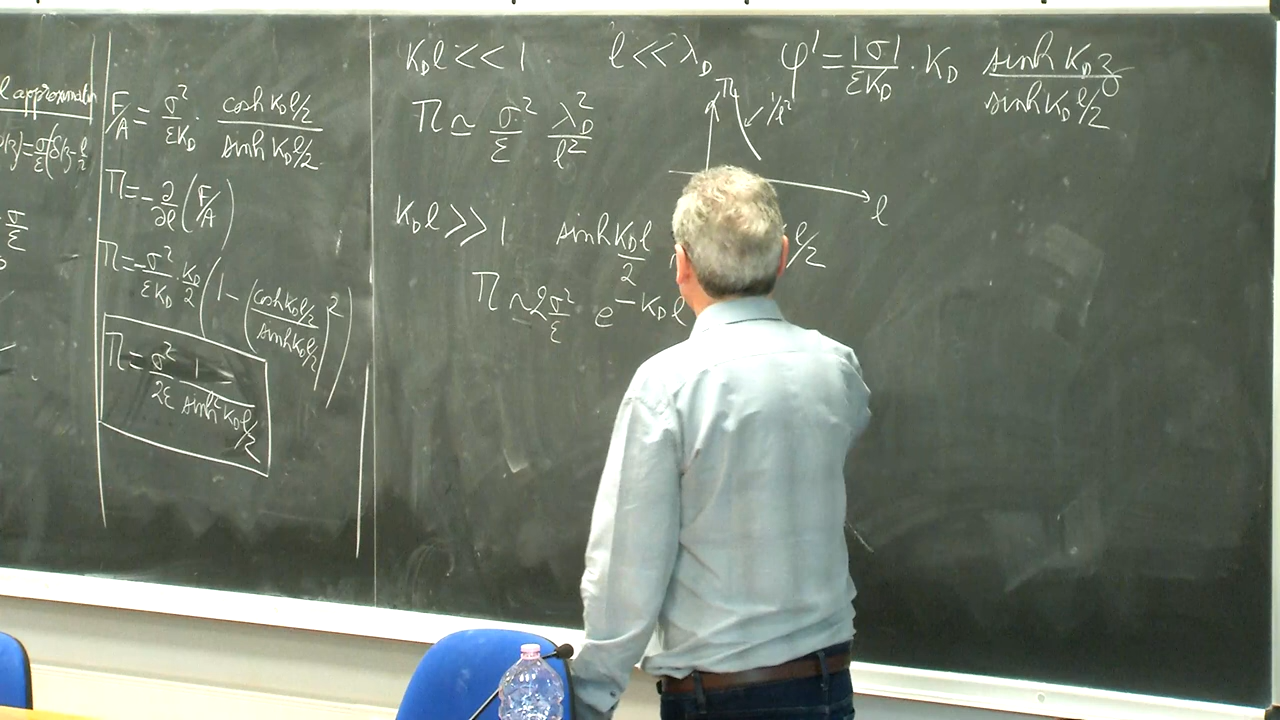 l approximation
ρ(z)=σ/ε(δ(z-l/2
σ/ε
F/A = σ²/εK_D · cosh K_D l/2 / sinh K_D l/2
Π = -∂/∂l (F/A)
Π = -σ²/εK_D · K_D/2 (1 - (cosh K_D l/2 / sinh K_D l/2)²)
Π = σ²/2ε 1/sinh² K_D l/2
K_D l << 1 l << λ_D φ' = |σ|/εK_D · K_D sinh K_D z / sinh K_D l/2
Π ≃ σ²/ε λ_D²/l²
Π
1/l²
l
K_D l >> 1 sinh K_D l/2 l/2
Π ≃ 2σ²/ε e^{-K_D l}